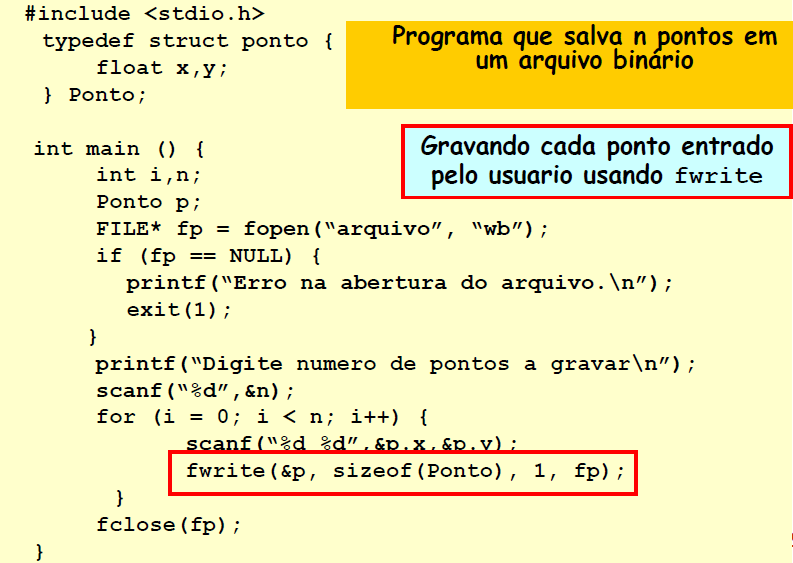 #include <stdio.h>
typedef struct ponto {
float x,y;
} Ponto;
Programa que salva n pontos em
um arquivo binário
Gravando cada ponto entrado
pelo usuario usando fwrite
int main () {
int i,n;
Ponto p;
FILE* fp = fopen(“arquivo”, “wb”);
if (fp == NULL) {
printf(“Erro na abertura do arquivo.\n”);
exit(1);
}
printf(“Digite numero de pontos a gravar\n”);
scanf(“%d”,&n);
for (i = 0; i < n; i++) {
scanf(“%d %d”,&p.x,&p.y);
fwrite(&p, sizeof(Ponto), 1, fp);
}
fclose(fp);
}